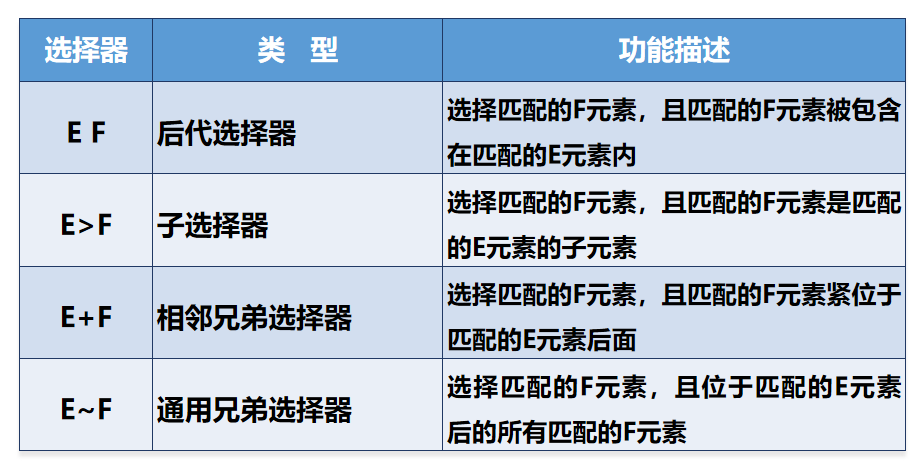 选择器 类 型 功能描述
E F 后代选择器 选择匹配的F元素，且匹配的F元素被包含
在匹配的E元素内
E>F 子选择器 选择匹配的F元素，且匹配的F元素是匹配
的E元素的子元素
E+F 相邻兄弟选择器 选择匹配的F元素，且匹配的F元素紧位于
匹配的E元素后面
E~F 通用兄弟选择器 选择匹配的F元素，且位于匹配的E元素
后的所有匹配的F元素